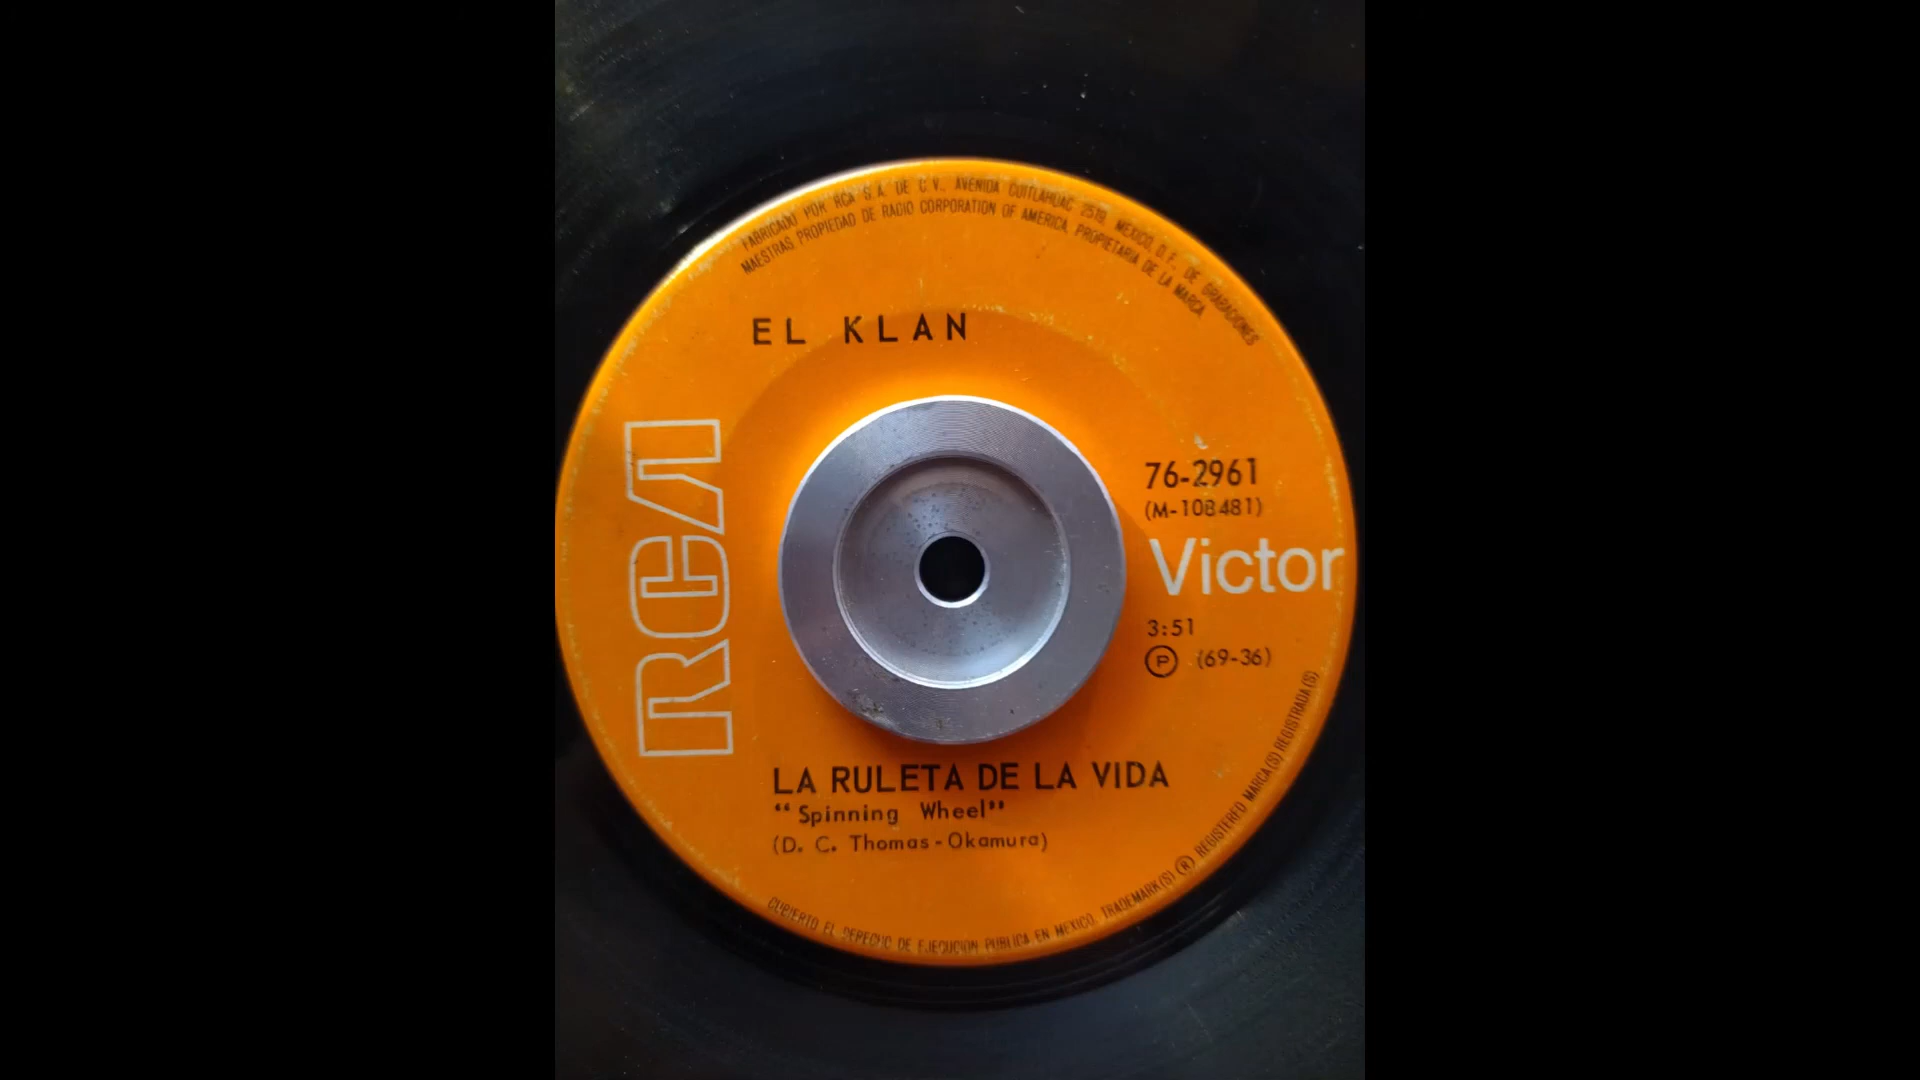 FABRICADO POR RCA S.A. DE C.V., AVENIDA CUITLAHUAC 2519, MEXICO, D.F., DE GRABACIONES
MAESTRAS PROPIEDAD DE RADIO CORPORATION OF AMERICA, PROPIETARIA DE LA MARCA.
EL KLAN
RCA
76-2961
(M-108481)
Victor
3:51
Ⓟ (69-36)
LA RULETA DE LA VIDA
“Spinning Wheel”
(D. C. Thomas-Okamura)
CUBIERTO EL DERECHO DE EJECUCION PUBLICA EN MEXICO. TRADEMARK(S) ® REGISTERED MARCA(S) REGISTRADA(S)